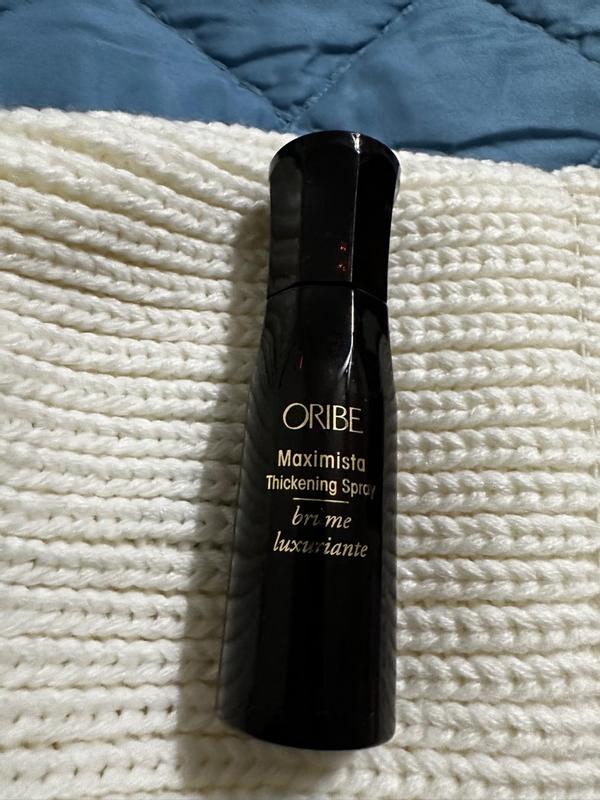 ORIBE
Maximista
Thickening Spray
brume
luxuriante